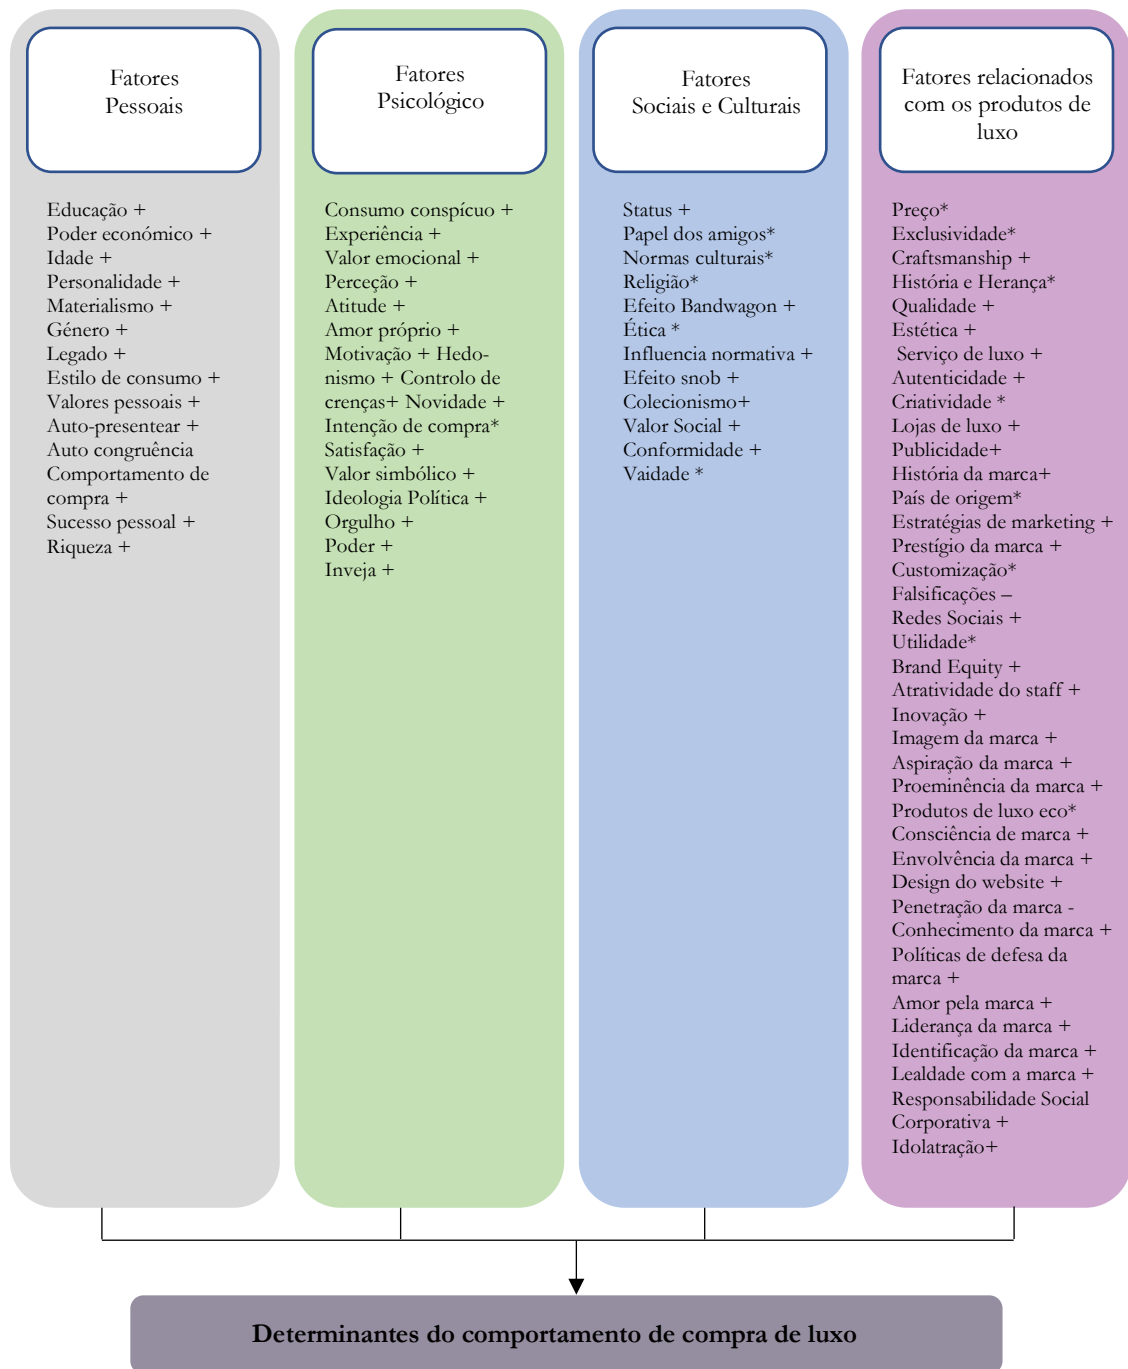 Fatores
Pessoais
Educação +
Poder económico +
Idade +
Personalidade +
Materialismo +
Género +
Legado +
Estilo de consumo +
Valores pessoais +
Auto-presentear +
Auto congruência
Comportamento de
compra +
Sucesso pessoal +
Riqueza +
Fatores
Psicológico
Consumo conspícuo +
Experiência +
Valor emocional +
Perceção +
Atitude +
Amor próprio +
Motivação + Hedo-
nismo + Controlo de
crenças+ Novidade +
Intenção de compra*
Satisfação +
Valor simbólico +
Ideologia Política +
Orgulho +
Poder +
Inveja +
Fatores
Sociais e Culturais
Status +
Papel dos amigos*
Normas culturais*
Religião*
Efeito Bandwagon +
Ética *
Influencia normativa +
Efeito snob +
Colecionismo+
Valor Social +
Conformidade +
Vaidade *
Fatores relacionados
com os produtos de
luxo
Preço*
Exclusividade*
Craftsmanship +
História e Herança*
Qualidade +
Estética +
Serviço de luxo +
Autenticidade +
Criatividade *
Lojas de luxo +
Publicidade+
História da marca+
País de origem*
Estratégias de marketing +
Prestígio da marca +
Customização*
Falsificações –
Redes Sociais +
Utilidade*
Brand Equity +
Atratividade do staff +
Inovação +
Imagem da marca +
Aspiração da marca +
Proeminência da marca +
Produtos de luxo eco*
Consciência de marca +
Envolvência da marca +
Design do website +
Penetração da marca -
Conhecimento da marca +
Políticas de defesa da
marca +
Amor pela marca +
Liderança da marca +
Identificação da marca +
Lealdade com a marca +
Responsabilidade Social
Corporativa +
Idolatração+
Determinantes do comportamento de compra de luxo